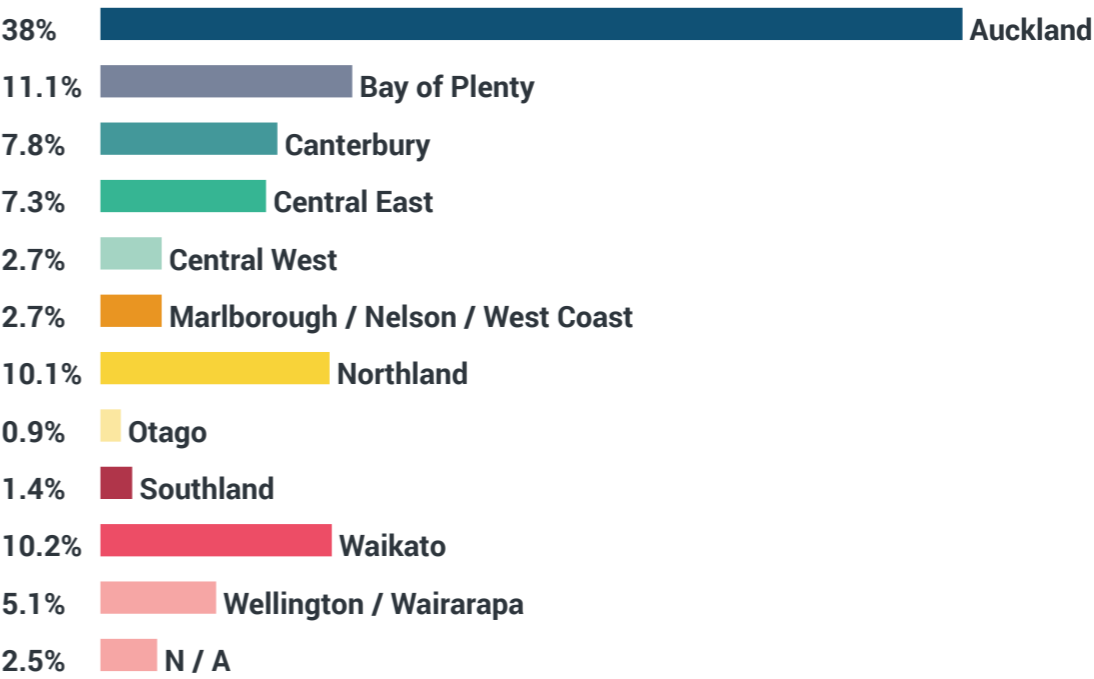 38% Auckland
11.1% Bay of Plenty
7.8% Canterbury
7.3% Central East
2.7% Central West
2.7% Marlborough / Nelson / West Coast
10.1% Northland
0.9% Otago
1.4% Southland
10.2% Waikato
5.1% Wellington / Wairarapa
2.5% N / A